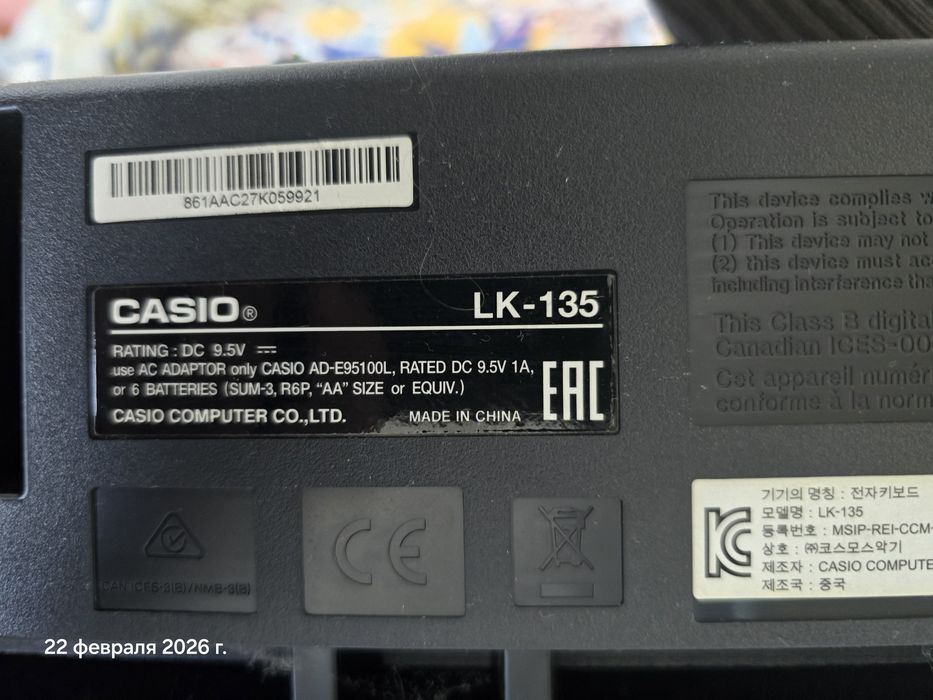 861AAC27K059921
CASIO®
LK-135
RATING : DC 9.5V
use AC ADAPTOR only CASIO AD-E95100L, RATED DC 9.5V 1A,
or 6 BATTERIES (SUM-3, R6P, “AA” SIZE or EQUIV.)
CASIO COMPUTER CO.,LTD.
MADE IN CHINA
EAC
This device complies w
Operation is subject to
(1) This device may not
(2) this device must ac
including interference tha
This Class B digita
Canadian ICES-00
Cet appareil numér
conforme à la norm
CAN ICES-3(B)/NMB-3(B)
CE
KC
기기의 명칭 : 전자키보드
모델명 : LK-135
등록번호 : MSIP-REI-CCM-
상호 : ㈜코스모스악기
제조자 : CASIO COMPUTE
제조국 : 중국
22 февраля 2026 г.